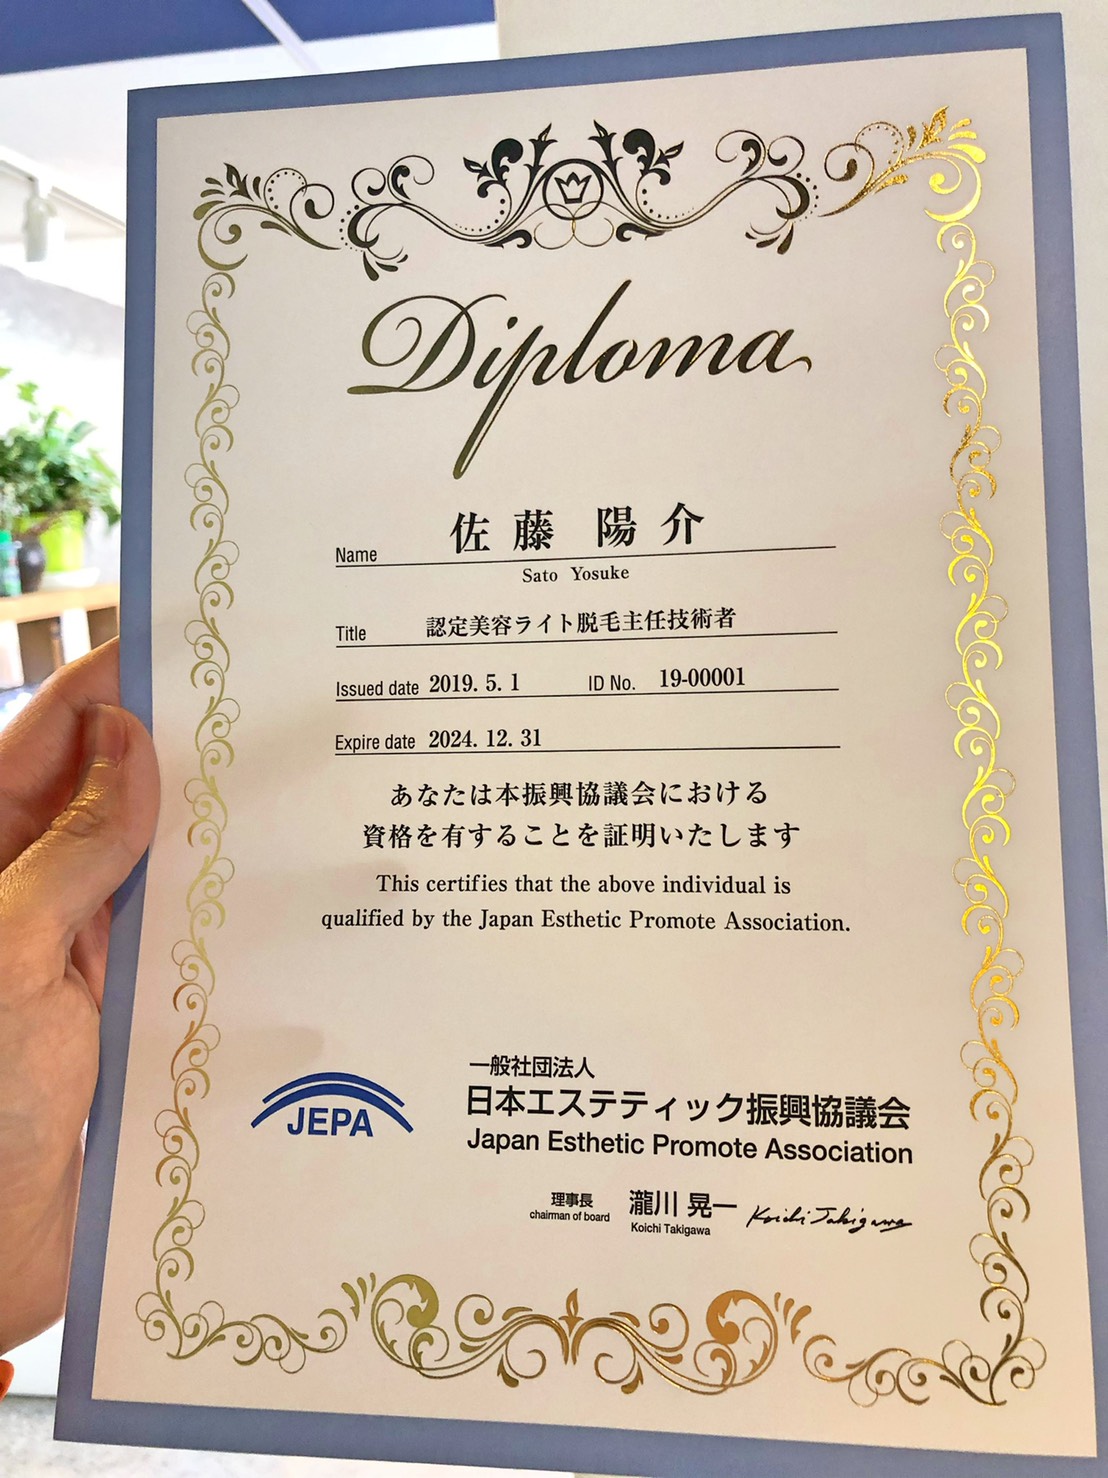 Diploma
Name 佐藤 陽介
Sato Yosuke
Title 認定美容ライト脱毛主任技術者
Issued date 2019. 5. 1 ID No. 19-00001
Expire date 2024. 12. 31
あなたは本振興協議会における
資格を有することを証明いたします
This certifies that the above individual is
qualified by the Japan Esthetic Promote Association.
JEPA
一般社団法人
日本エステティック振興協議会
Japan Esthetic Promote Association
理事長 瀧川 晃一 Koichi Takigawa
chairman of board Koichi Takigawa